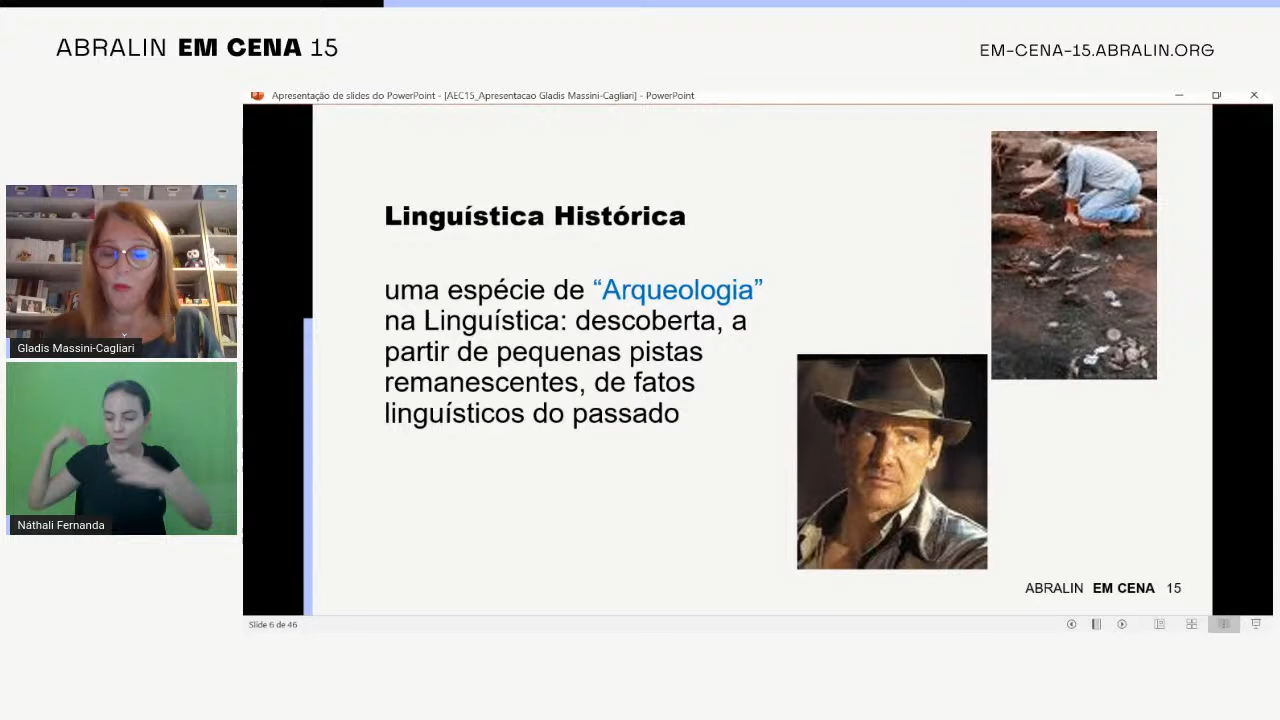 ABRALIN EM CENA 15
EM-CENA-15.ABRALIN.ORG
Apresentação de slides do PowerPoint - [JAEC15_Apresentacao Gladis Massini-Cagliari] - PowerPoint
Linguística Histórica
uma espécie de “Arqueologia”
na Linguística: descoberta, a
partir de pequenas pistas
remanescentes, de fatos
linguísticos do passado
Gladis Massini-Cagliari
Náthali Fernanda
ABRALIN EM CENA 15
Slide 6 de 46